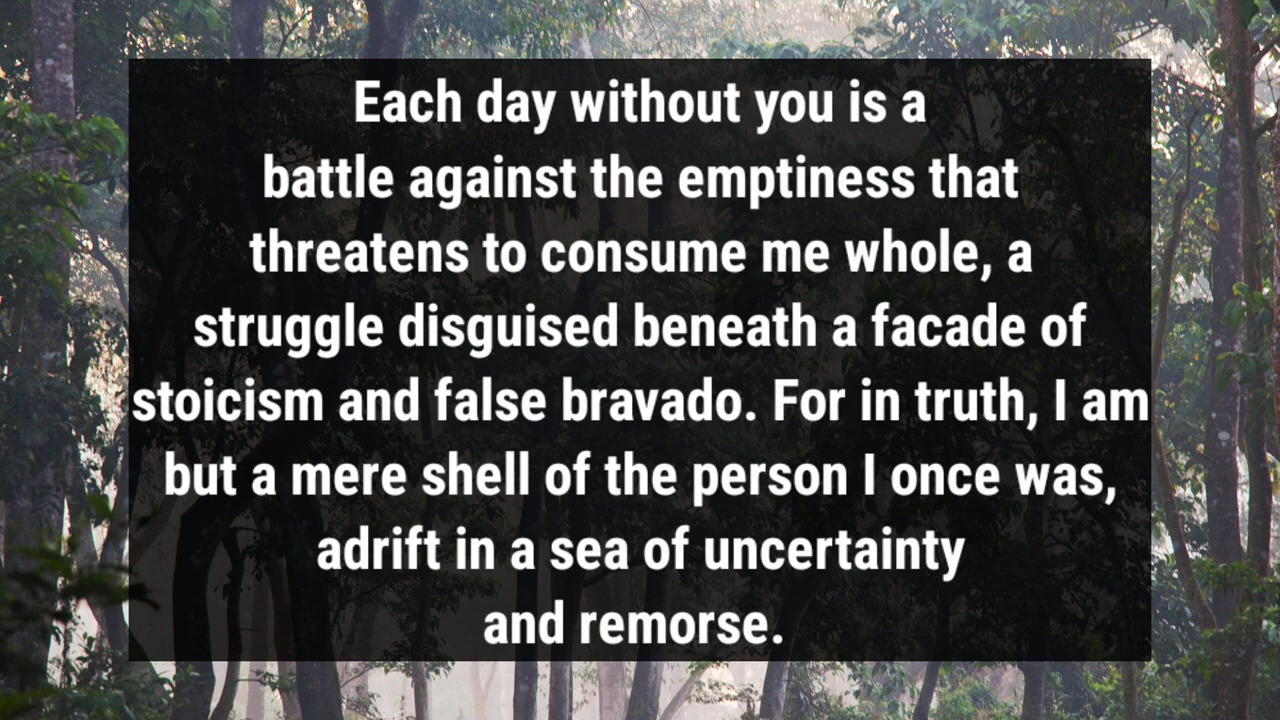 Each day without you is a
battle against the emptiness that
threatens to consume me whole, a
struggle disguised beneath a facade of
stoicism and false bravado. For in truth, I am
but a mere shell of the person I once was,
adrift in a sea of uncertainty
and remorse.